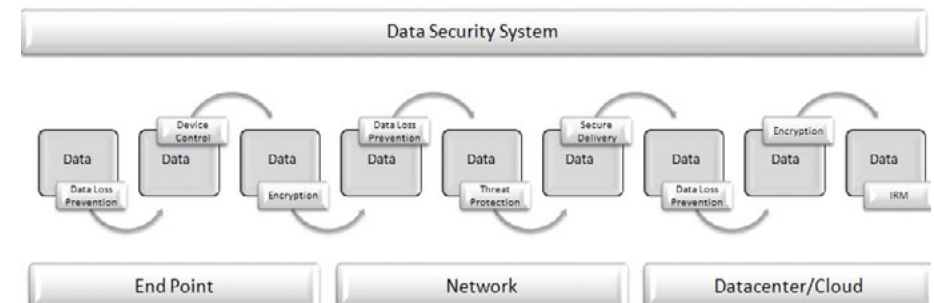 Data Security System
Device
Control
Data Loss
Prevention
Secure
Delivery
Encryption
Data
Data
Data
Data
Data
Data
Data
Data
Data
Data Loss
Prevention
Encryption
Threat
Protection
Data Loss
Prevention
IRM
End Point
Network
Datacenter/Cloud